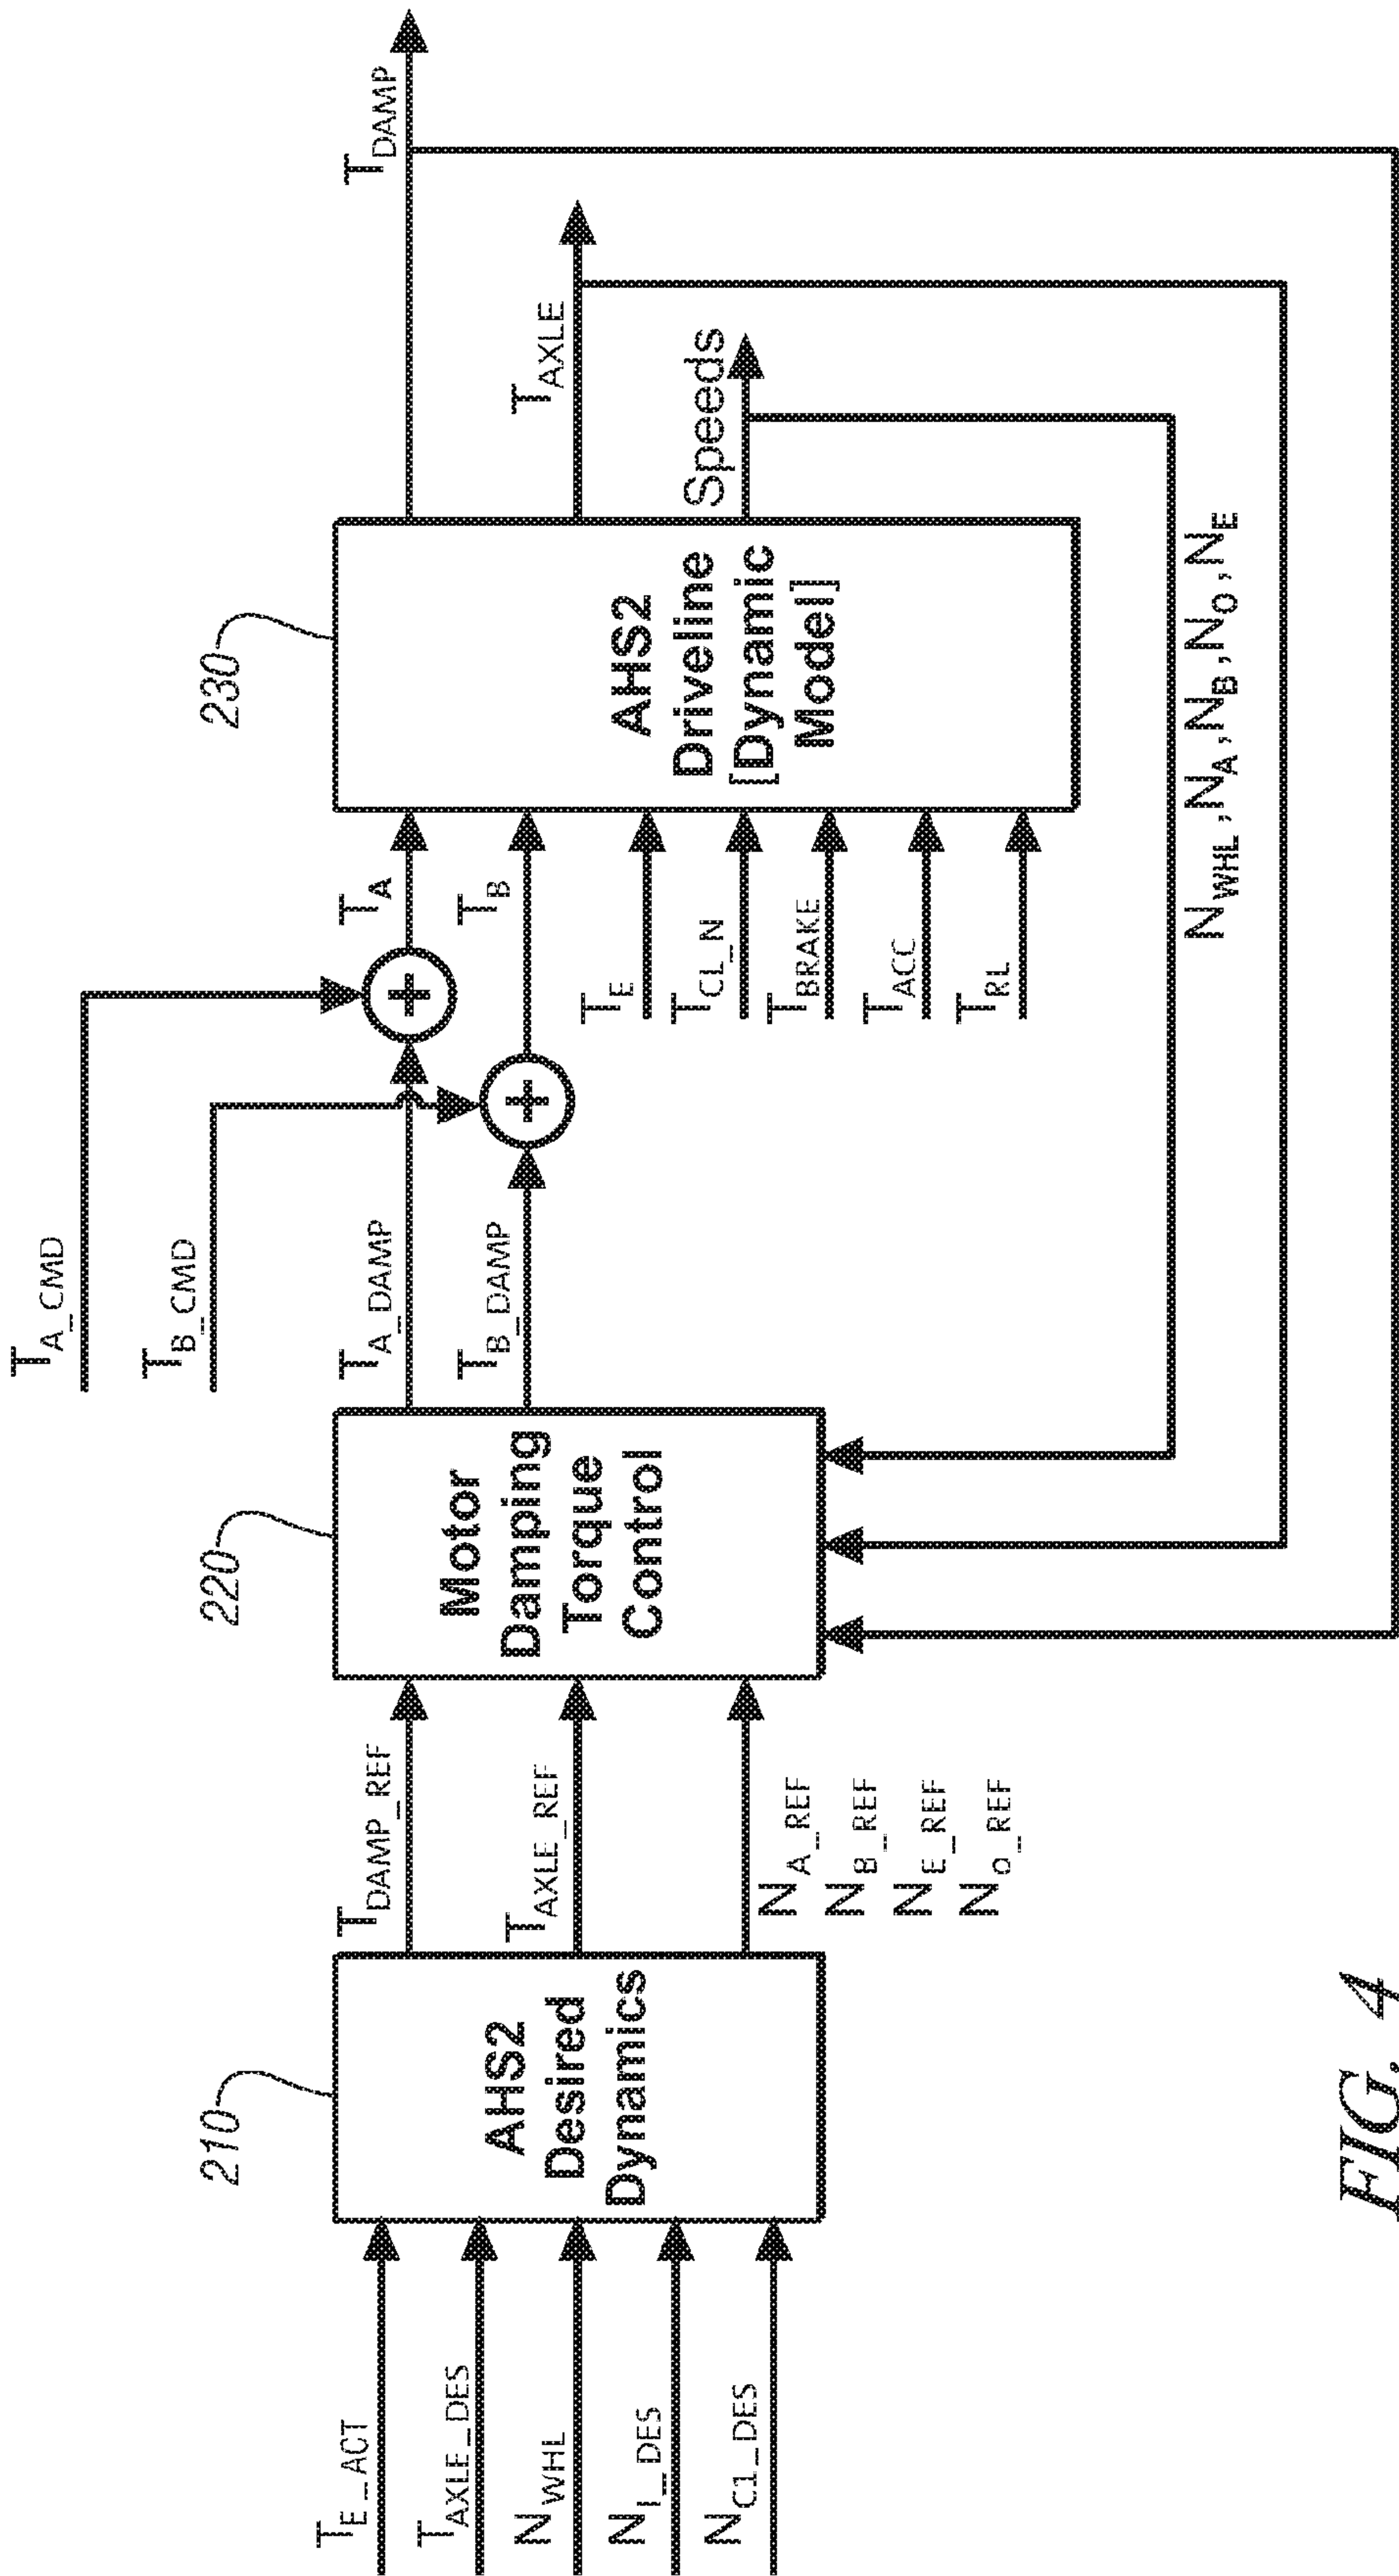 T_E_ACT
T_AXLE_DES
N_WHL
N_I_DES
N_C1_DES
210
AHS2
Desired
Dynamics
T_DAMP_REF
T_AXLE_REF
N_A_REF
N_B_REF
N_E_REF
N_O_REF
220
Motor
Damping
Torque
Control
T_A_CMD
T_B_CMD
T_A_DAMP
T_B_DAMP
+
+
T_A
T_B
T_E
T_CL_N
T_BRAKE
T_ACC
T_RL
230
AHS2
Driveline
[Dynamic
Model]
T_DAMP
T_AXLE
Speeds
N_WHL, N_A, N_B, N_O, N_E
FIG. 4